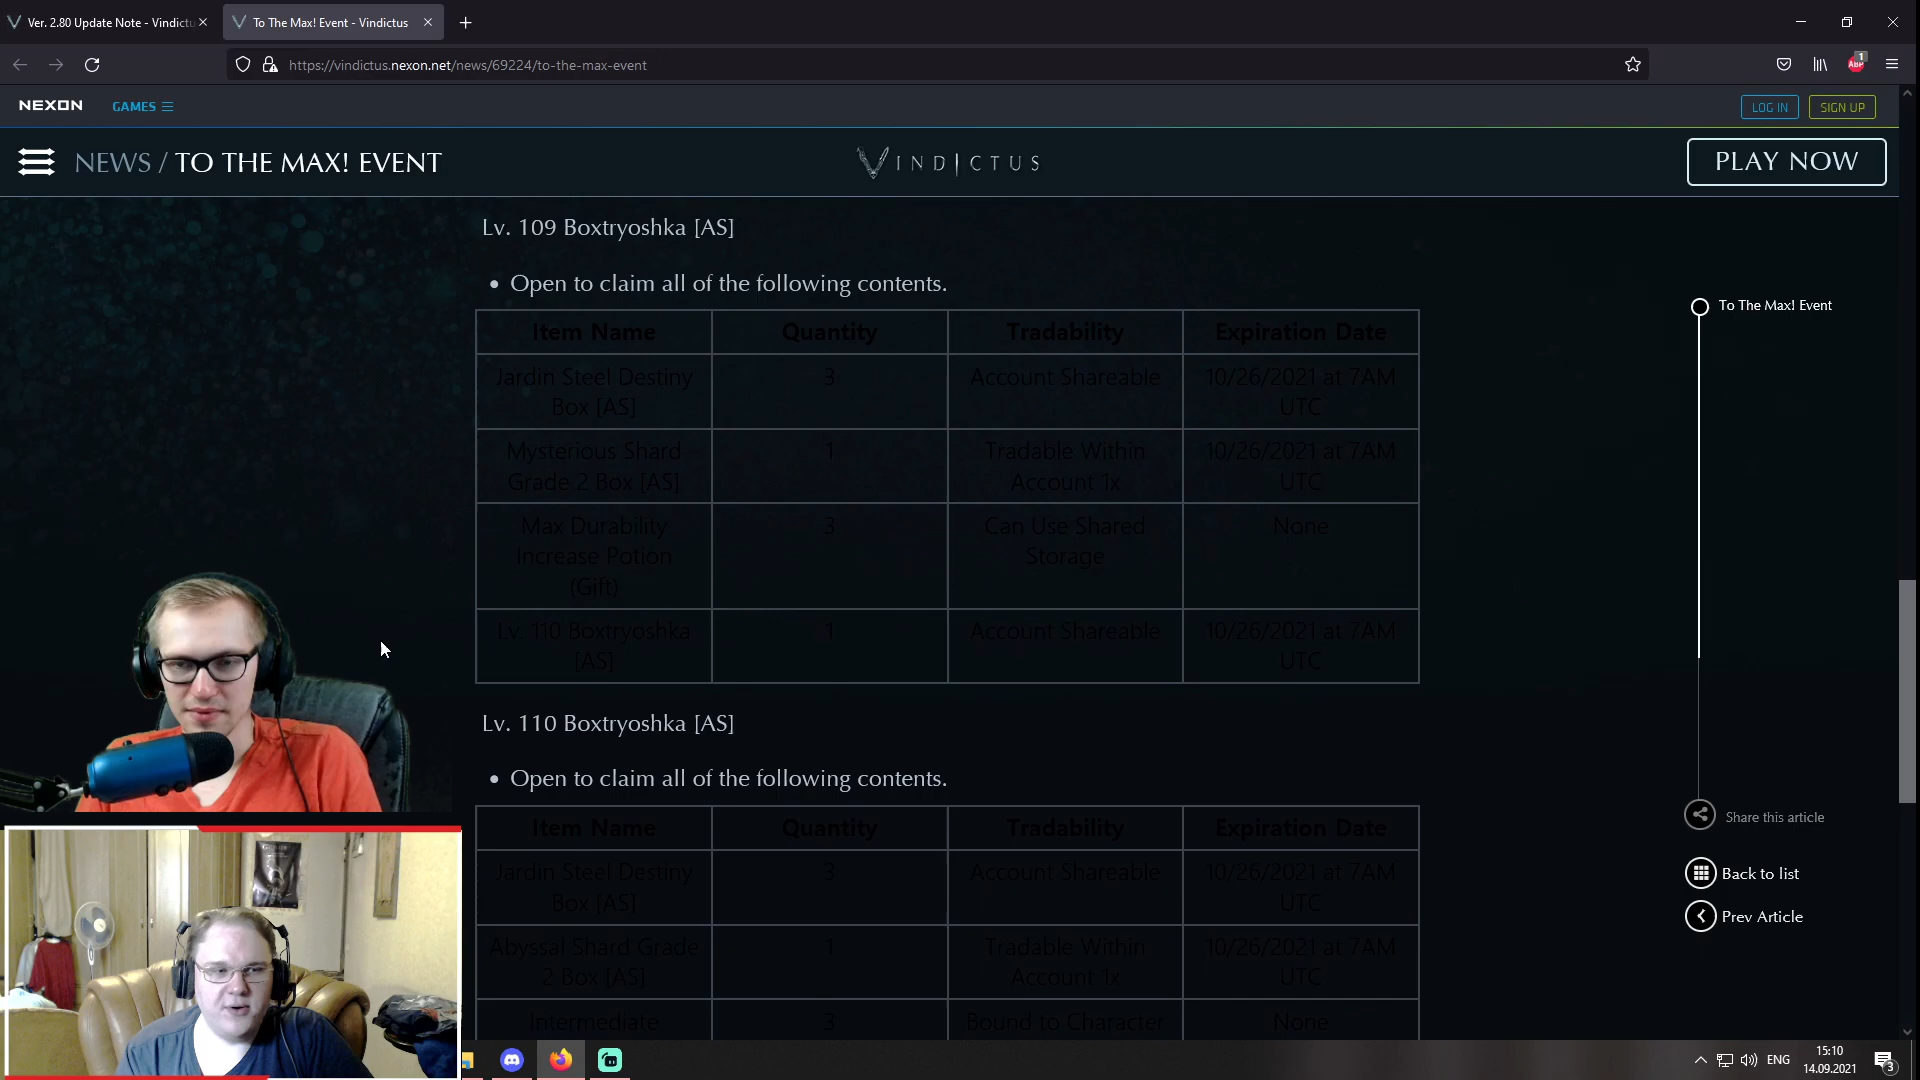 Ver. 2.80 Update Note - Vindictu
To The Max! Event - Vindictus
https://vindictus.nexon.net/news/69224/to-the-max-event
ABP
1
NEXON
GAMES
LOG IN
SIGN UP
NEWS / TO THE MAX! EVENT
VINDICTUS
PLAY NOW
Lv. 109 Boxtryoshka [AS]
• Open to claim all of the following contents.
Item Name Quantity Tradability Expiration Date
Jardin Steel Destiny 3 Account Shareable 10/26/2021 at 7AM
Box [AS] UTC
Mysterious Shard 1 Tradable Within 10/26/2021 at 7AM
Grade 2 Box [AS] Account 1x UTC
Max Durability 3 Can Use Shared None
Increase Potion Storage
(Gift)
Lv. 110 Boxtryoshka 1 Account Shareable 10/26/2021 at 7AM
[AS] UTC
Lv. 110 Boxtryoshka [AS]
• Open to claim all of the following contents.
Item Name Quantity Tradability Expiration Date
Jardin Steel Destiny 3 Account Shareable 10/26/2021 at 7AM
Box [AS] UTC
Abyssal Shard Grade 1 Tradable Within 10/26/2021 at 7AM
2 Box [AS] Account 1x UTC
Intermediate 3 Bound to Character None
To The Max! Event
Share this article
Back to list
Prev Article
ENG
15:10
14.09.2021
3